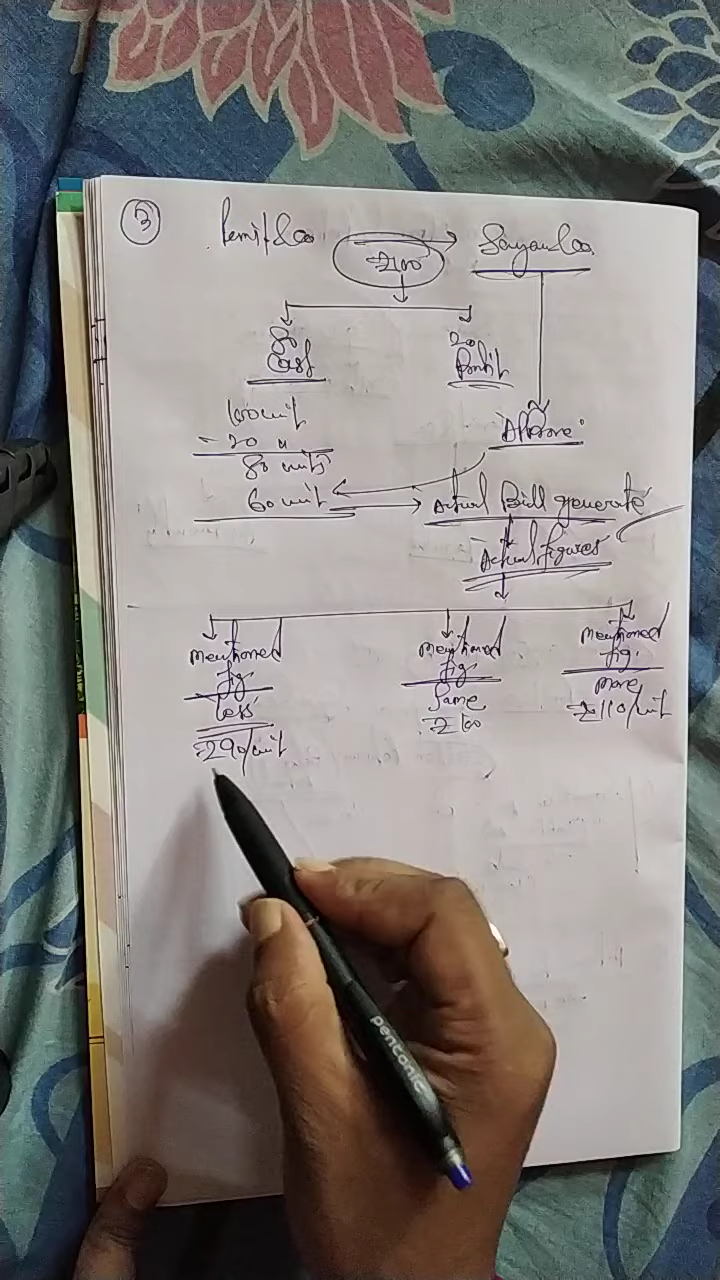 3
& Co
Sayan & Co.
₹100
80
Cost
20
Profit
100 unit
- 20 "
80 units
60 unit
Approve
Actual Bill generate
Actual figures
Mentioned
fig.
Less
₹90/unit
Mentioned
fig.
Same
₹100
Mentioned
fig.
More
₹110/unit
pentonic